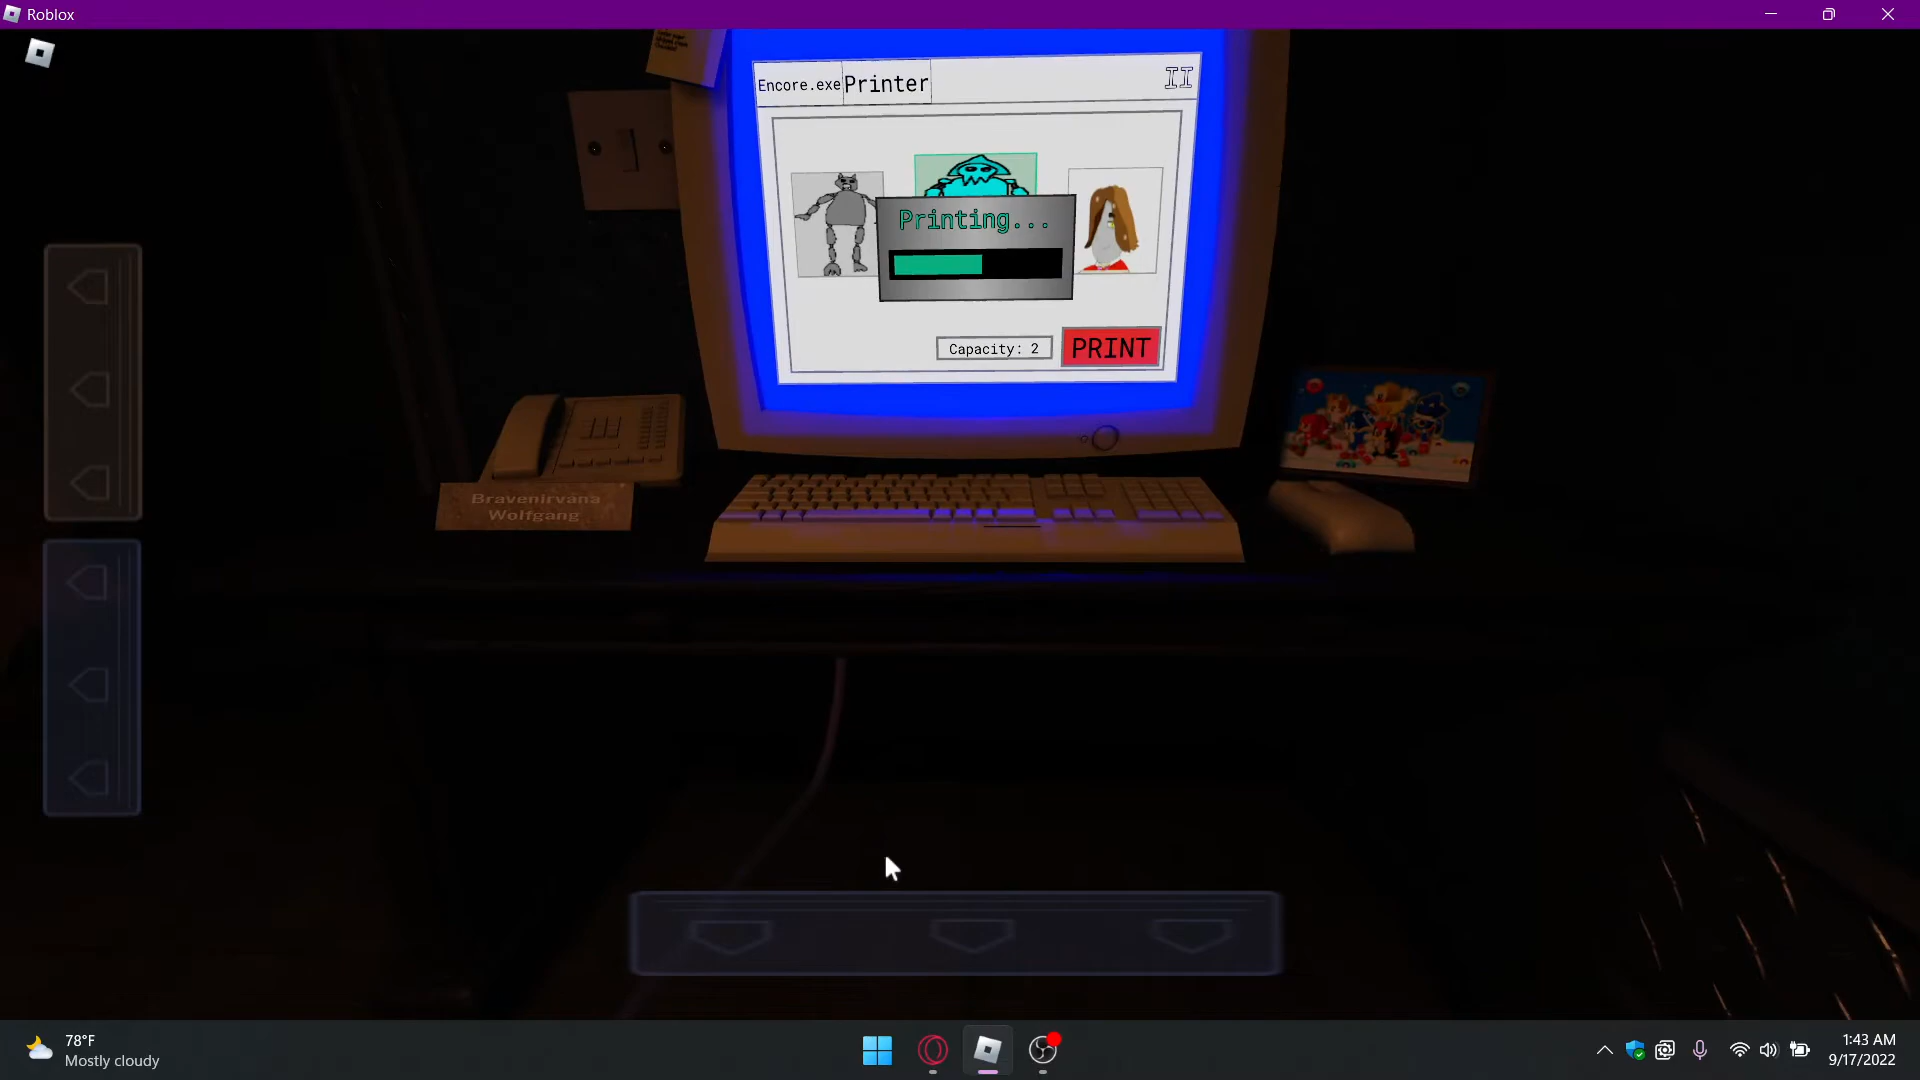 Roblox
Encore.exe
Printer
II
Printing...
Capacity: 2
PRINT
Bravenirvana
Wolfgang
78°F
Mostly cloudy
1:43 AM
9/17/2022